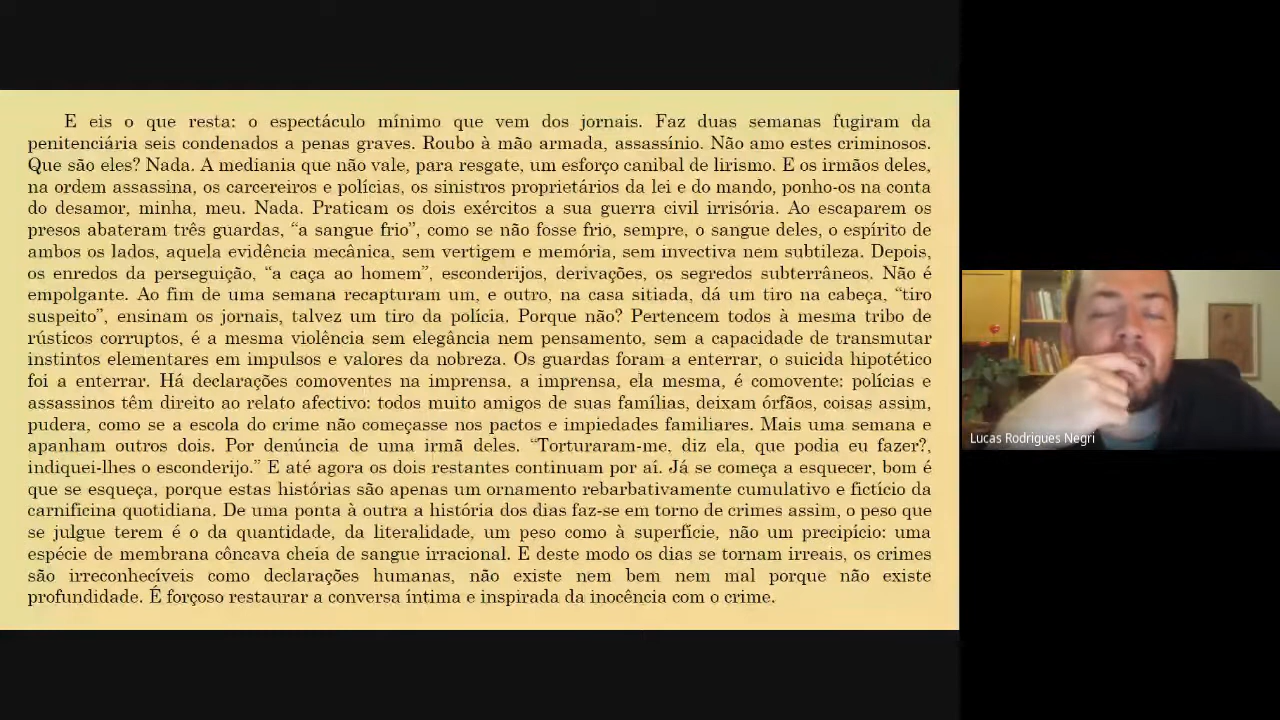 E eis o que resta: o espectáculo mínimo que vem dos jornais. Faz duas semanas fugiram da
penitenciária seis condenados a penas graves. Roubo à mão armada, assassínio. Não amo estes criminosos.
Que são eles? Nada. A mediania que não vale, para resgate, um esforço canibal de lirismo. E os irmãos deles,
na ordem assassina, os carcereiros e polícias, os sinistros proprietários da lei e do mando, ponho-os na conta
do desamor, minha, meu. Nada. Praticam os dois exércitos a sua guerra civil irrisória. Ao escaparem os
presos abateram três guardas, “a sangue frio”, como se não fosse frio, sempre, o sangue deles, o espírito de
ambos os lados, aquela evidência mecânica, sem vertigem e memória, sem invectiva nem subtileza. Depois,
os enredos da perseguição, “a caça ao homem”, esconderijos, derivações, os segredos subterrâneos. Não é
empolgante. Ao fim de uma semana recapturam um, e outro, na casa sitiada, dá um tiro na cabeça, “tiro
suspeito”, ensinam os jornais, talvez um tiro da polícia. Porque não? Pertencem todos à mesma tribo de
rústicos corruptos, é a mesma violência sem elegância nem pensamento, sem a capacidade de transmutar
instintos elementares em impulsos e valores da nobreza. Os guardas foram a enterrar, o suicida hipotético
foi a enterrar. Há declarações comoventes na imprensa, a imprensa, ela mesma, é comovente: polícias e
assassinos têm direito ao relato afectivo: todos muito amigos de suas famílias, deixam órfãos, coisas assim,
pudera, como se a escola do crime não começasse nos pactos e impiedades familiares. Mais uma semana e
apanham outros dois. Por denúncia de uma irmã deles. “Torturaram-me, diz ela, que podia eu fazer?,
indiquei-lhes o esconderijo.” E até agora os dois restantes continuam por aí. Já se começa a esquecer, bom é
que se esqueça, porque estas histórias são apenas um ornamento rebarbativamente cumulativo e fictício da
carnificina quotidiana. De uma ponta à outra a história dos dias faz-se em torno de crimes assim, o peso que
se julgue terem é o da quantidade, da literalidade, um peso como à superfície, não um precipício: uma
espécie de membrana côncava cheia de sangue irracional. E deste modo os dias se tornam irreais, os crimes
são irreconhecíveis como declarações humanas, não existe nem bem nem mal porque não existe
profundidade. É forçoso restaurar a conversa íntima e inspirada da inocência com o crime.
Lucas Rodrigues Negri